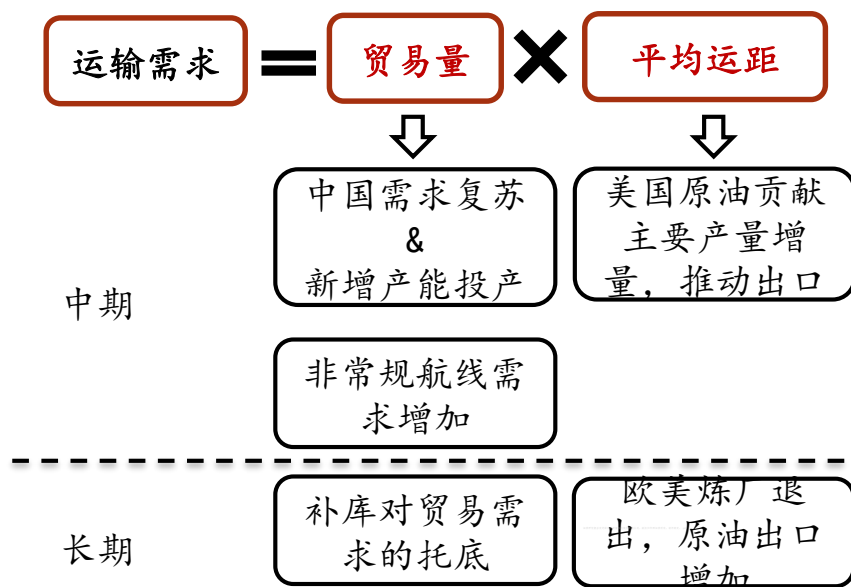 运输需求 = 贸易量 × 平均运距
中期
中国需求复苏
&
新增产能投产
美国原油贡献
主要产量增
量，推动出口
非常规航线需
求增加
长期
补库对贸易需
求的托底
欧美炼厂退
出，原油出口
增加